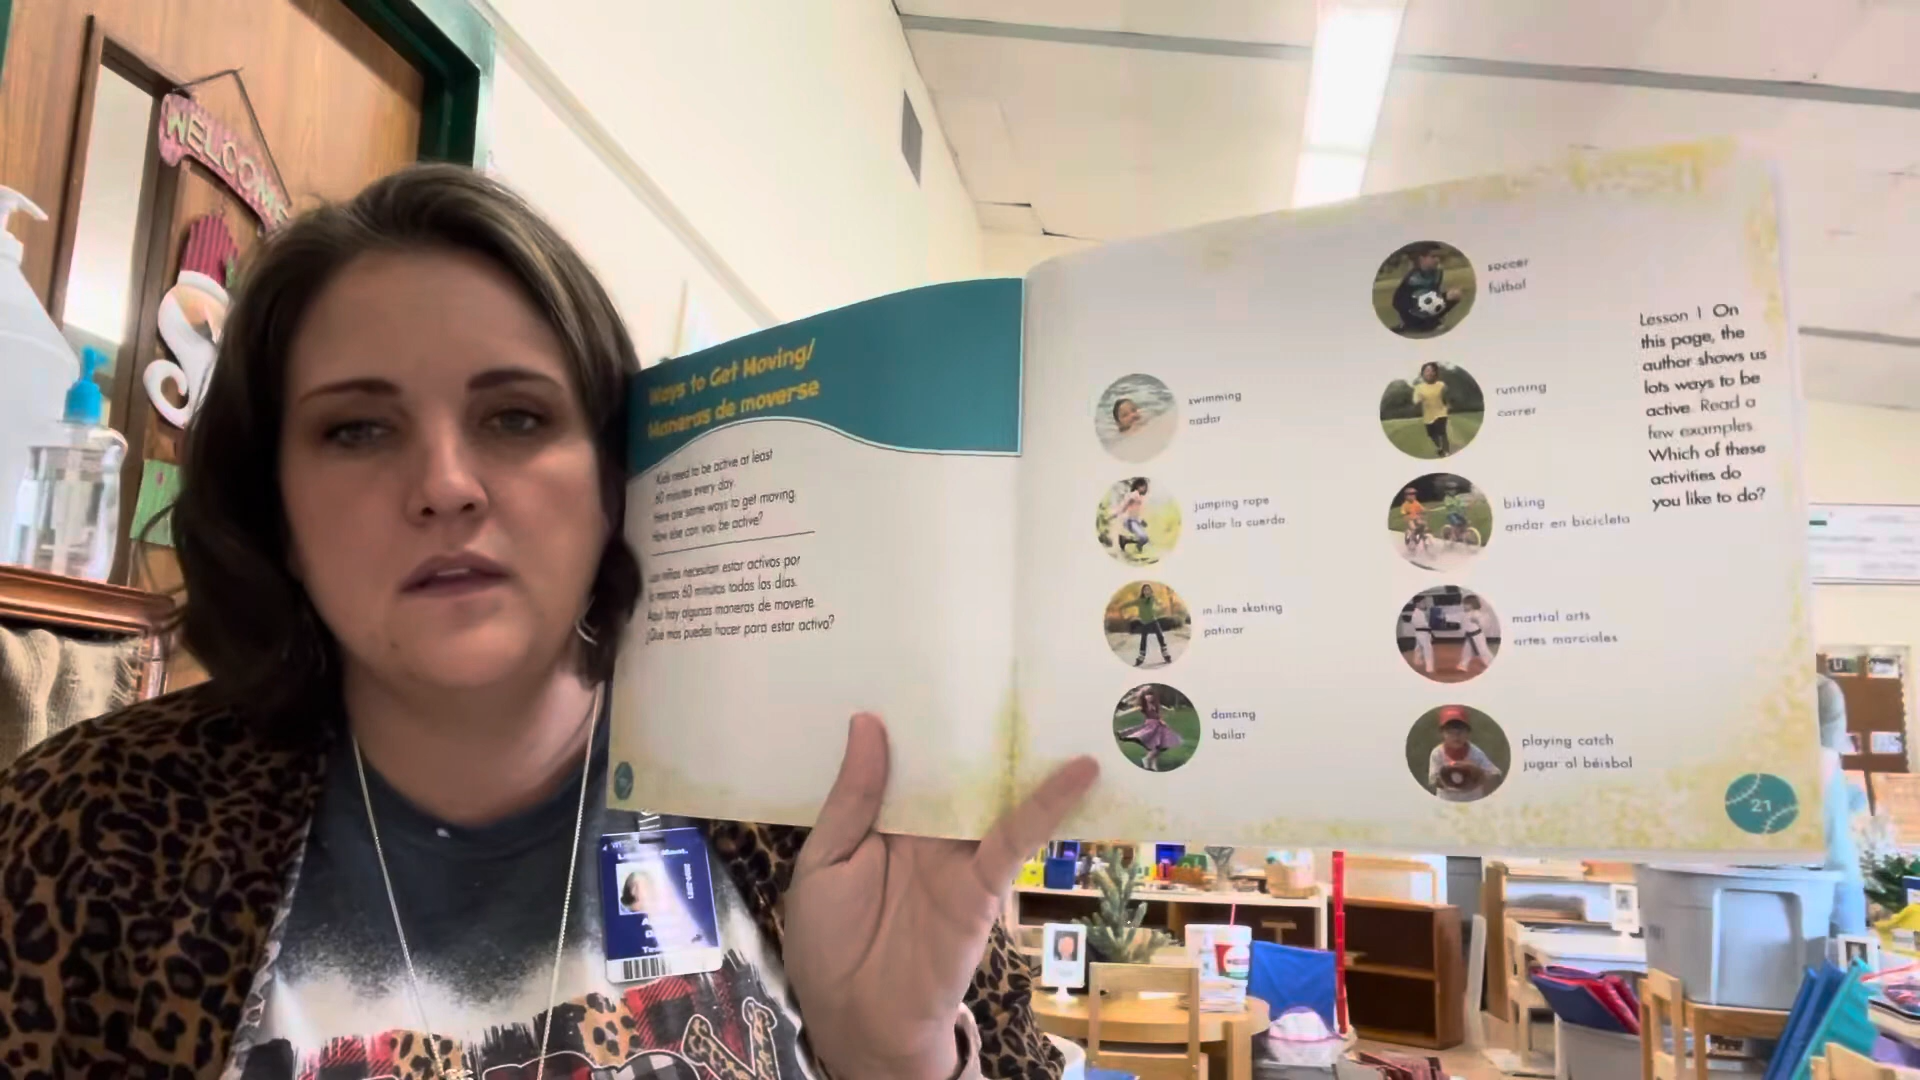 WELCOME
Ways to Get Moving/
Maneras de moverse
Kids need to be active at least
60 minutes every day.
Here are some ways to get moving.
How else can you be active?
Los niños necesitan estar activos por
lo menos 60 minutos todos los días.
Aquí hay algunas maneras de moverte.
¿Qué mas puedes hacer para estar activo?
swimming
nadar
jumping rope
saltar la cuerda
in-line skating
patinar
dancing
bailar
soccer
fútbol
running
correr
biking
andar en bicicleta
martial arts
artes marciales
playing catch
jugar al béisbol
Lesson 1 On
this page, the
author shows us
lots ways to be
active. Read a
few examples.
Which of these
activities do
you like to do?
21